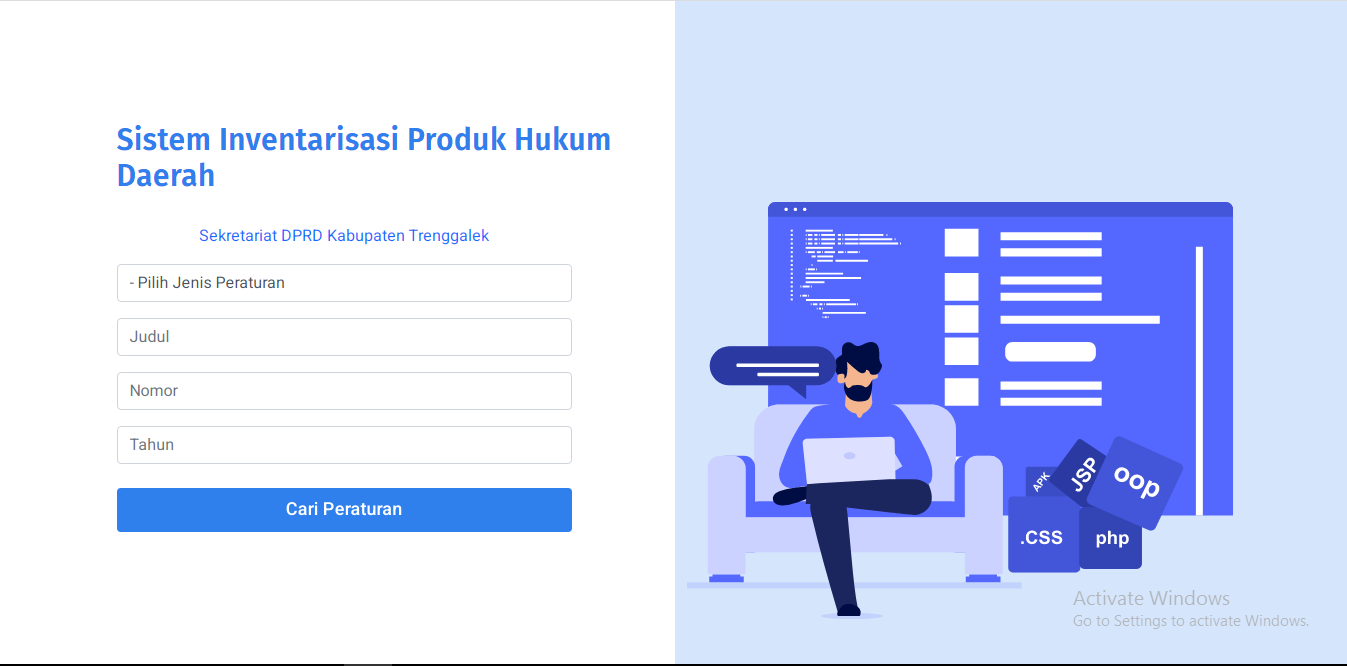 Sistem Inventarisasi Produk Hukum
Daerah
Sekretariat DPRD Kabupaten Trenggalek
- Pilih Jenis Peraturan
Judul
Nomor
Tahun
Cari Peraturan
APK
JSP
oop
.CSS
php
Activate Windows
Go to Settings to activate Windows.